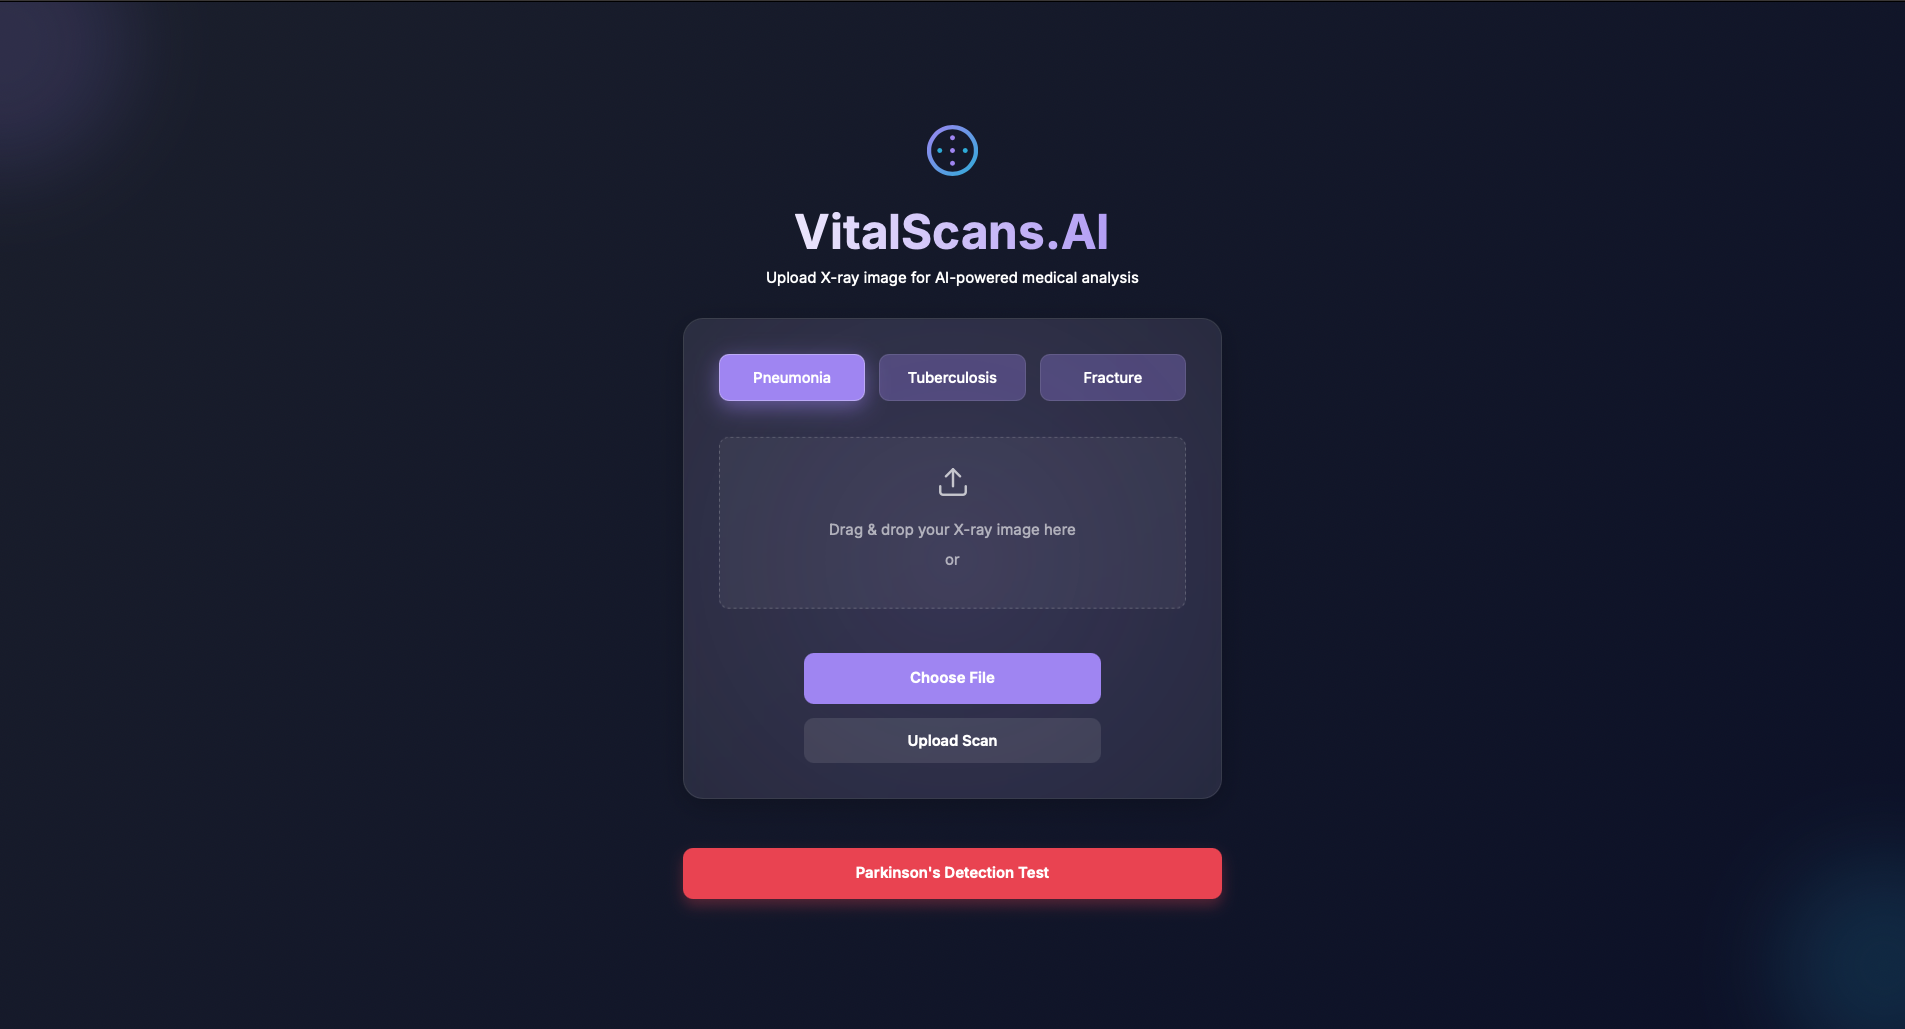 VitalScans.AI
Upload X-ray image for AI-powered medical analysis
Pneumonia
Tuberculosis
Fracture
Drag & drop your X-ray image here
or
Choose File
Upload Scan
Parkinson's Detection Test